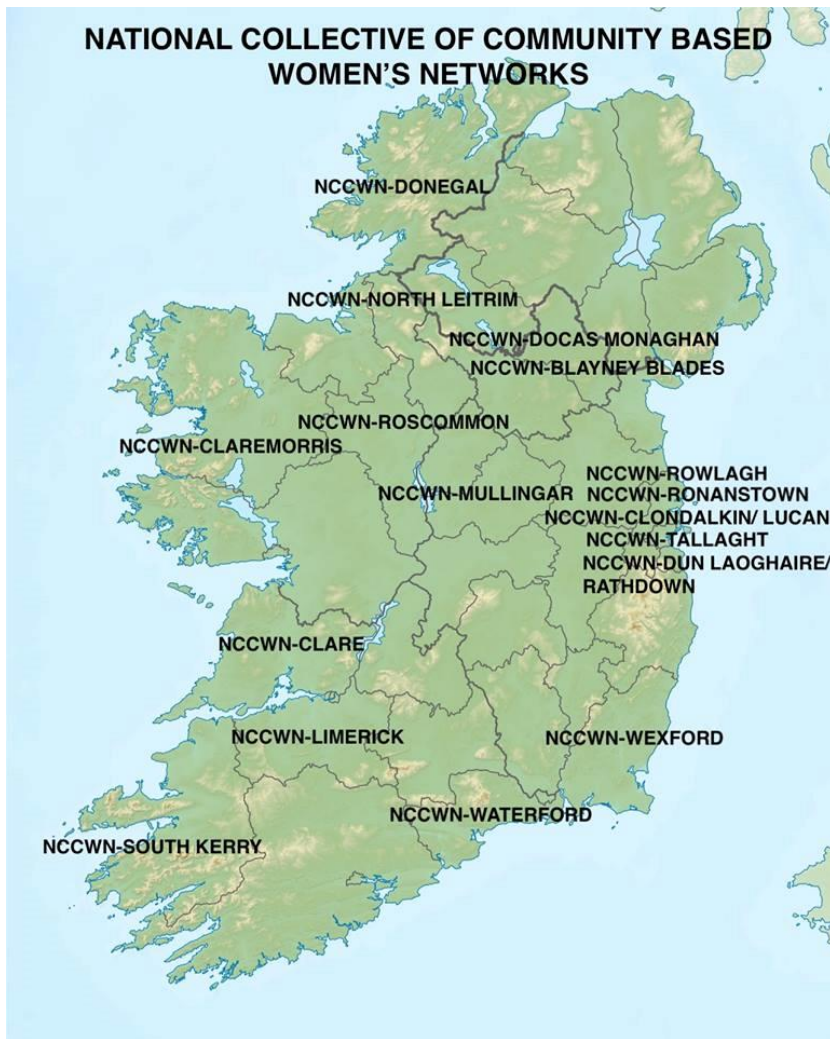 NATIONAL COLLECTIVE OF COMMUNITY BASED
WOMEN'S NETWORKS
NCCWN-DONEGAL
NCCWN-NORTH LEITRIM
NCCWN-DOCAS MONAGHAN
NCCWN-BLAYNEY BLADES
NCCWN-ROSCOMMON
NCCWN-CLAREMORRIS
NCCWN-MULLINGAR
NCCWN-ROWLAGH
NCCWN-RONANSTOWN
NCCWN-CLONDALKIN/ LUCAN
NCCWN-TALLAGHT
NCCWN-DUN LAOGHAIRE/
RATHDOWN
NCCWN-CLARE
NCCWN-LIMERICK
NCCWN-WEXFORD
NCCWN-WATERFORD
NCCWN-SOUTH KERRY